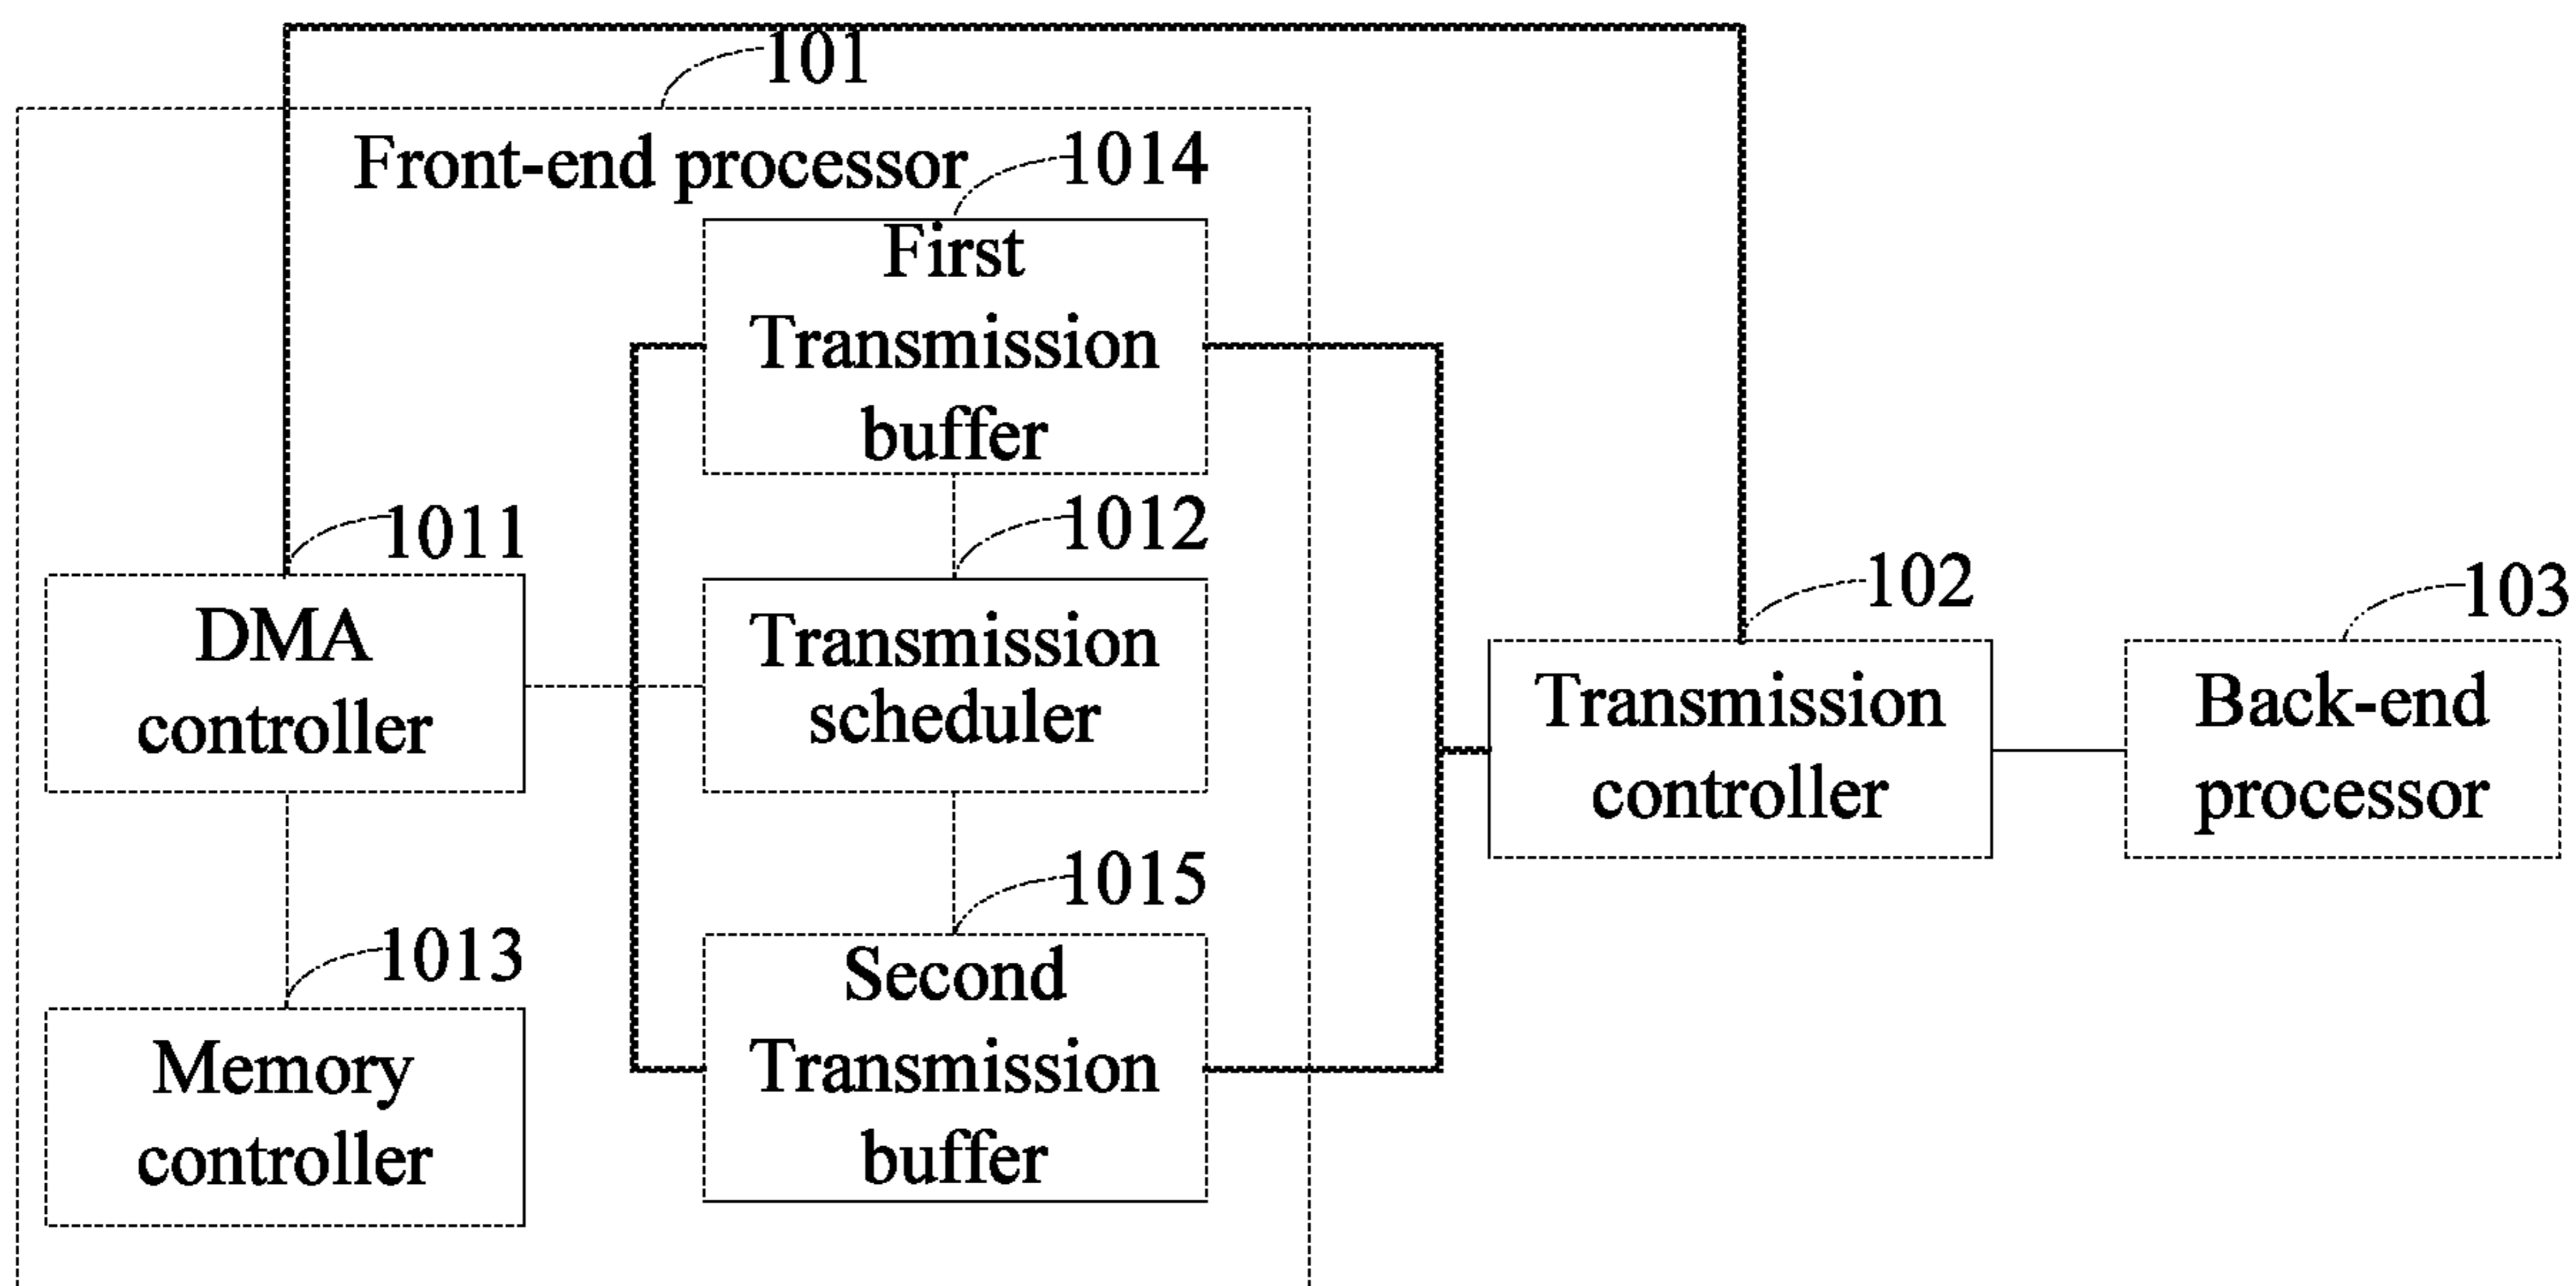 101
Front-end processor
1014
First
Transmission
buffer
1011
DMA
controller
1012
Transmission
scheduler
102
Transmission
controller
103
Back-end
processor
1013
Memory
controller
1015
Second
Transmission
buffer